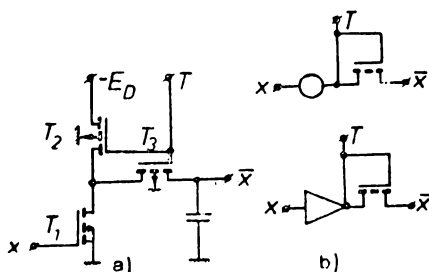 -E_D T
T_2 T_3 x̄
T_1
x
a)
T
x x̄
T
x x̄
b)